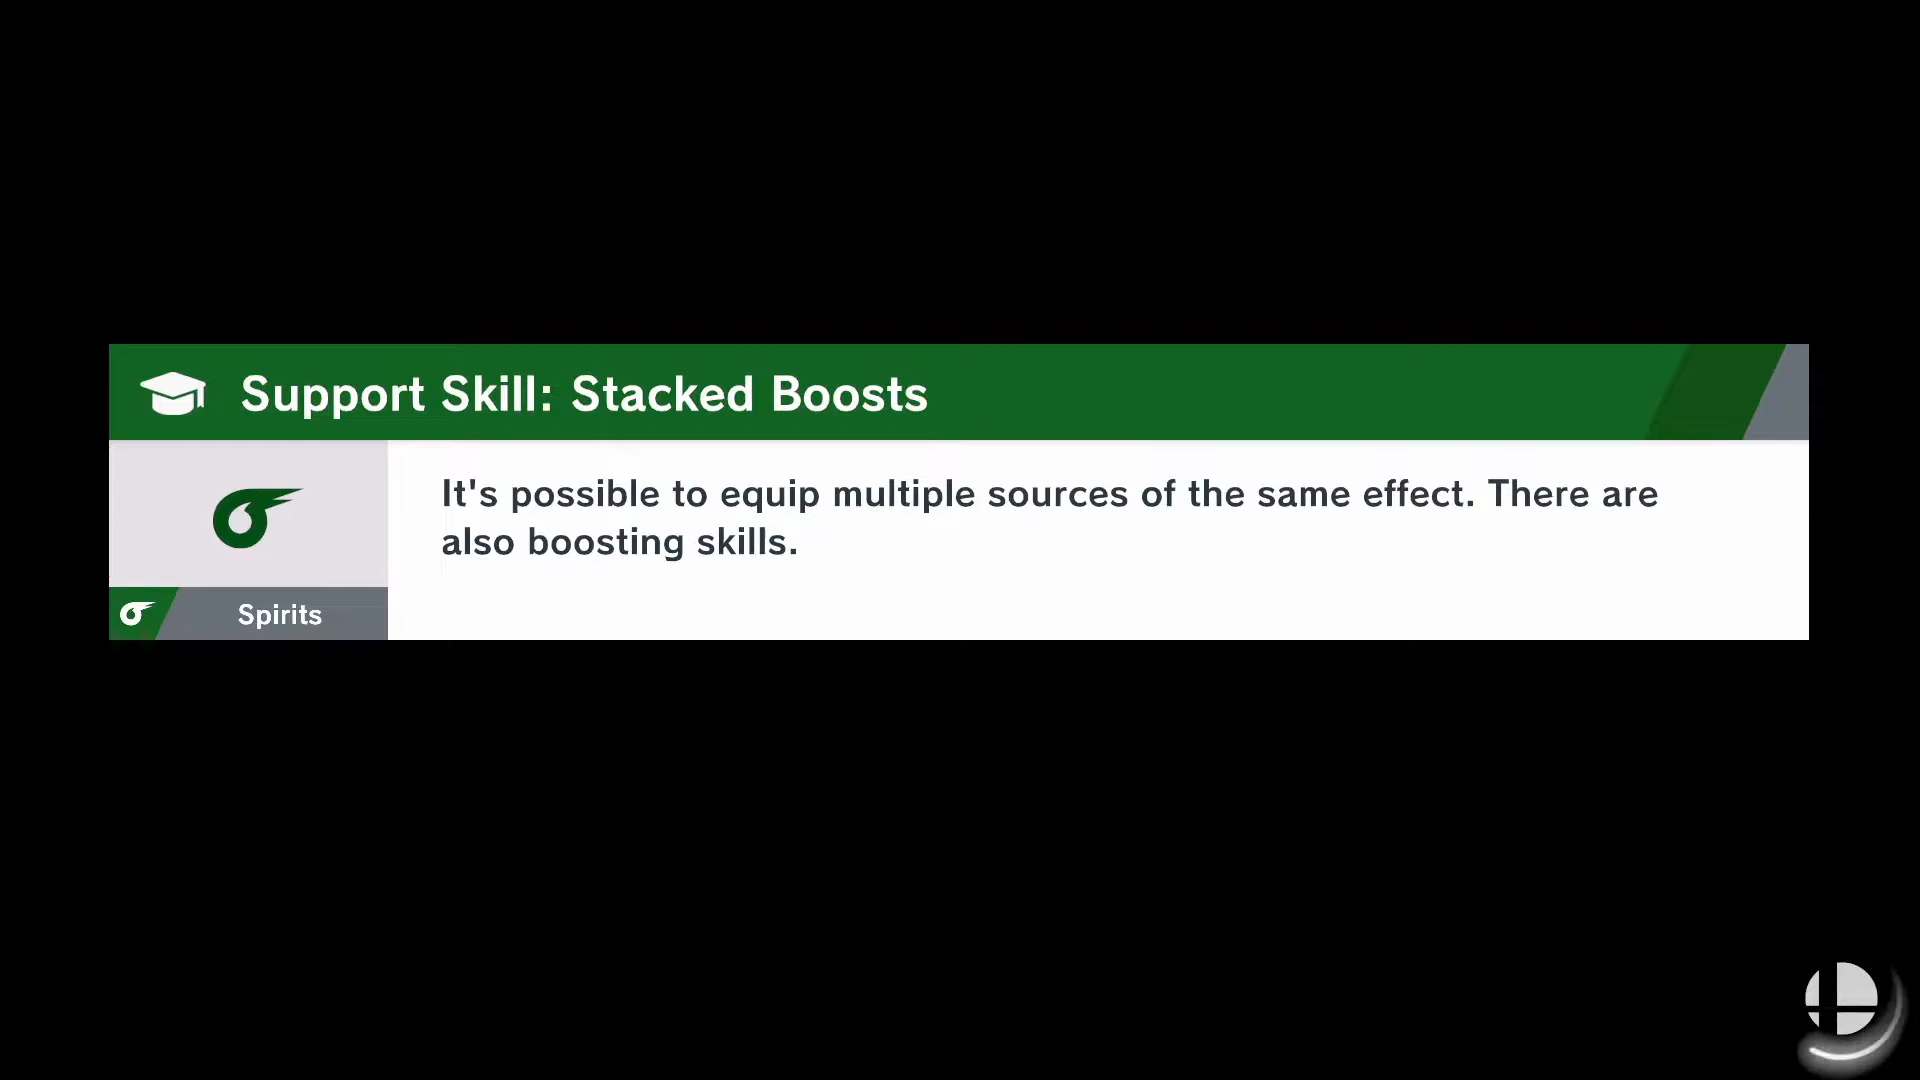 Support Skill: Stacked Boosts
It's possible to equip multiple sources of the same effect. There are
also boosting skills.
Spirits